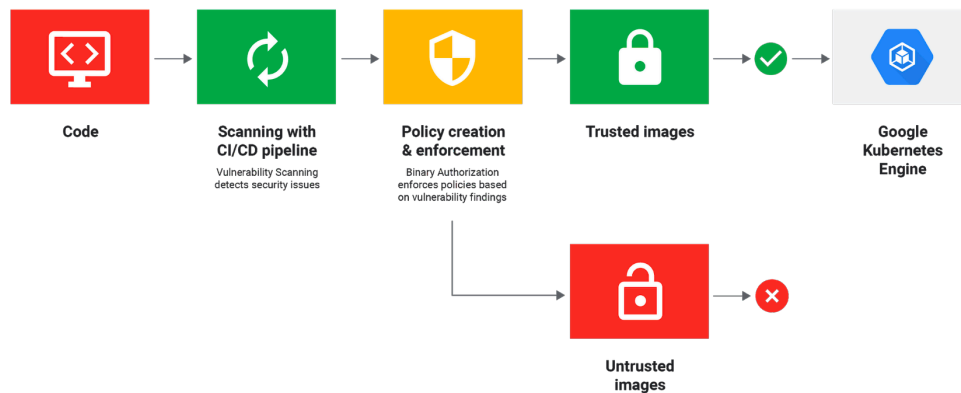 Code
Scanning with
CI/CD pipeline
Vulnerability Scanning
detects security issues
Policy creation
& enforcement
Binary Authorization
enforces policies based
on vulnerability findings
Trusted images
Google
Kubernetes
Engine
Untrusted
images